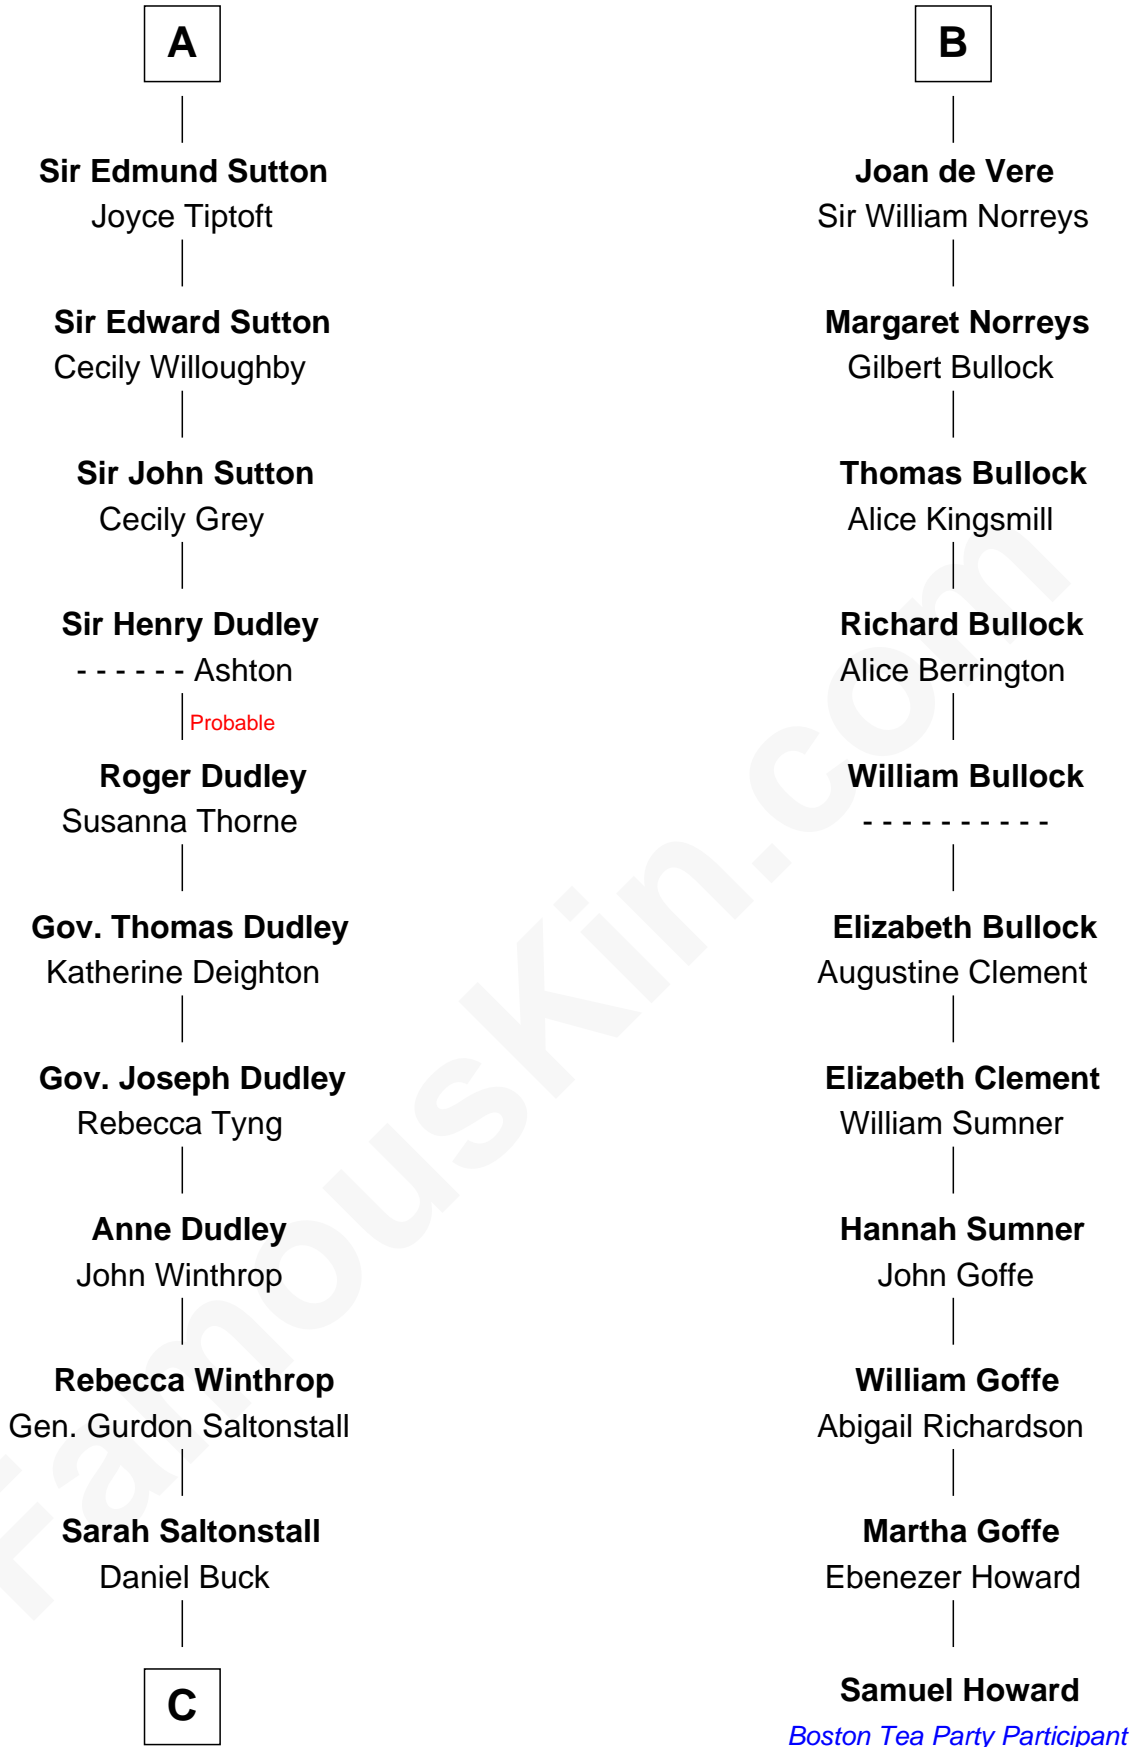 A
Sir Edmund Sutton
Joyce Tiptoft
Sir Edward Sutton
Cecily Willoughby
Sir John Sutton
Cecily Grey
Sir Henry Dudley
- - - - - - Ashton
Probable
Roger Dudley
Susanna Thorne
Gov. Thomas Dudley
Katherine Deighton
Gov. Joseph Dudley
Rebecca Tyng
Anne Dudley
John Winthrop
Rebecca Winthrop
Gen. Gurdon Saltonstall
Sarah Saltonstall
Daniel Buck
C
B
Joan de Vere
Sir William Norreys
Margaret Norreys
Gilbert Bullock
Thomas Bullock
Alice Kingsmill
Richard Bullock
Alice Berrington
William Bullock
- - - - - - - - - -
Elizabeth Bullock
Augustine Clement
Elizabeth Clement
William Sumner
Hannah Sumner
John Goffe
William Goffe
Abigail Richardson
Martha Goffe
Ebenezer Howard
Samuel Howard
Boston Tea Party Participant
FamousKin.com